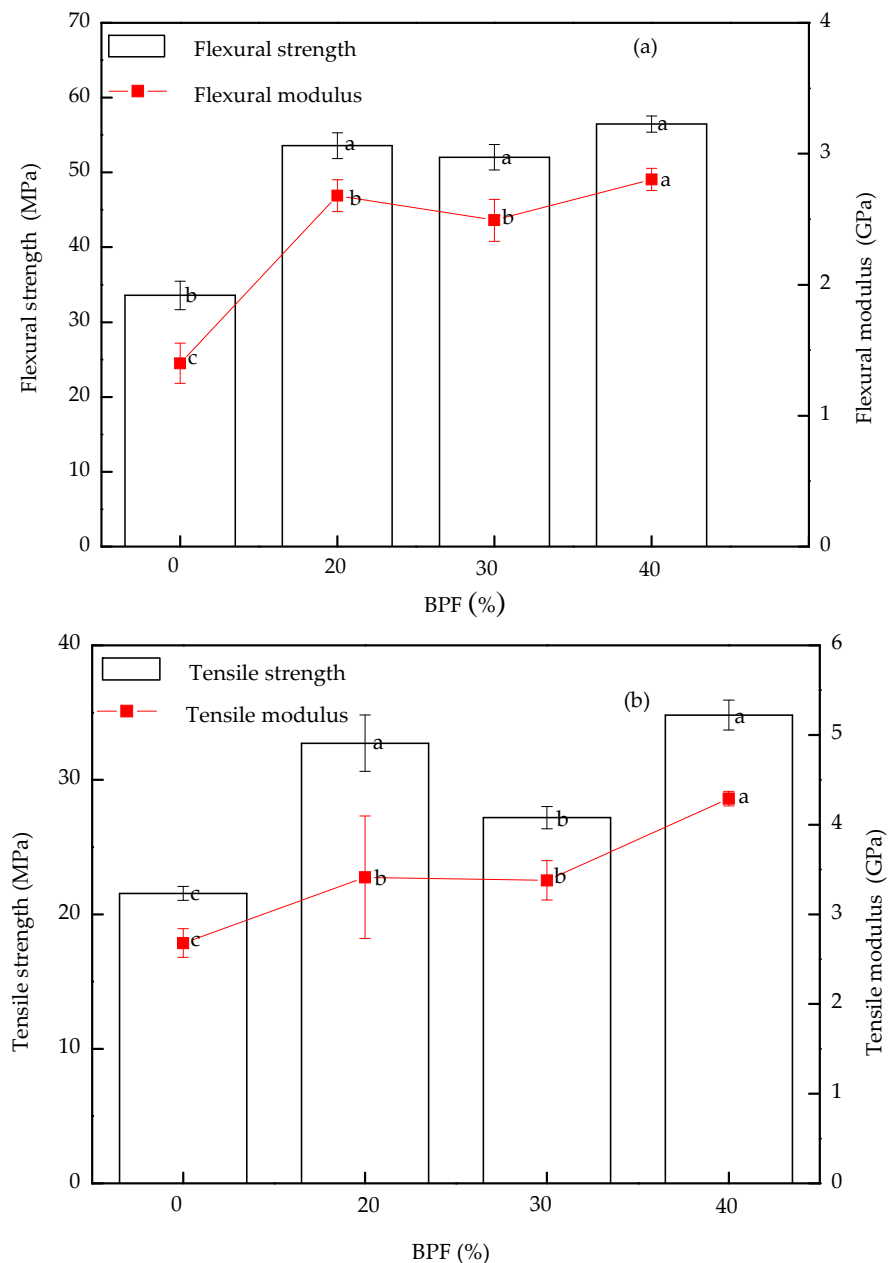 70
60
50
40
30
20
10
0
Flexural strength (MPa)
Flexural strength
Flexural modulus
(a)
a
a
a
b
b
b
a
c
4
3
2
1
0
Flexural modulus (GPa)
0
20
30
40
BPF (%)
40
30
20
10
0
Tensile strength (MPa)
Tensile strength
Tensile modulus
(b)
a
a
b
c
a
b
b
c
6
5
4
3
2
1
0
Tensile modulus (GPa)
0
20
30
40
BPF (%)